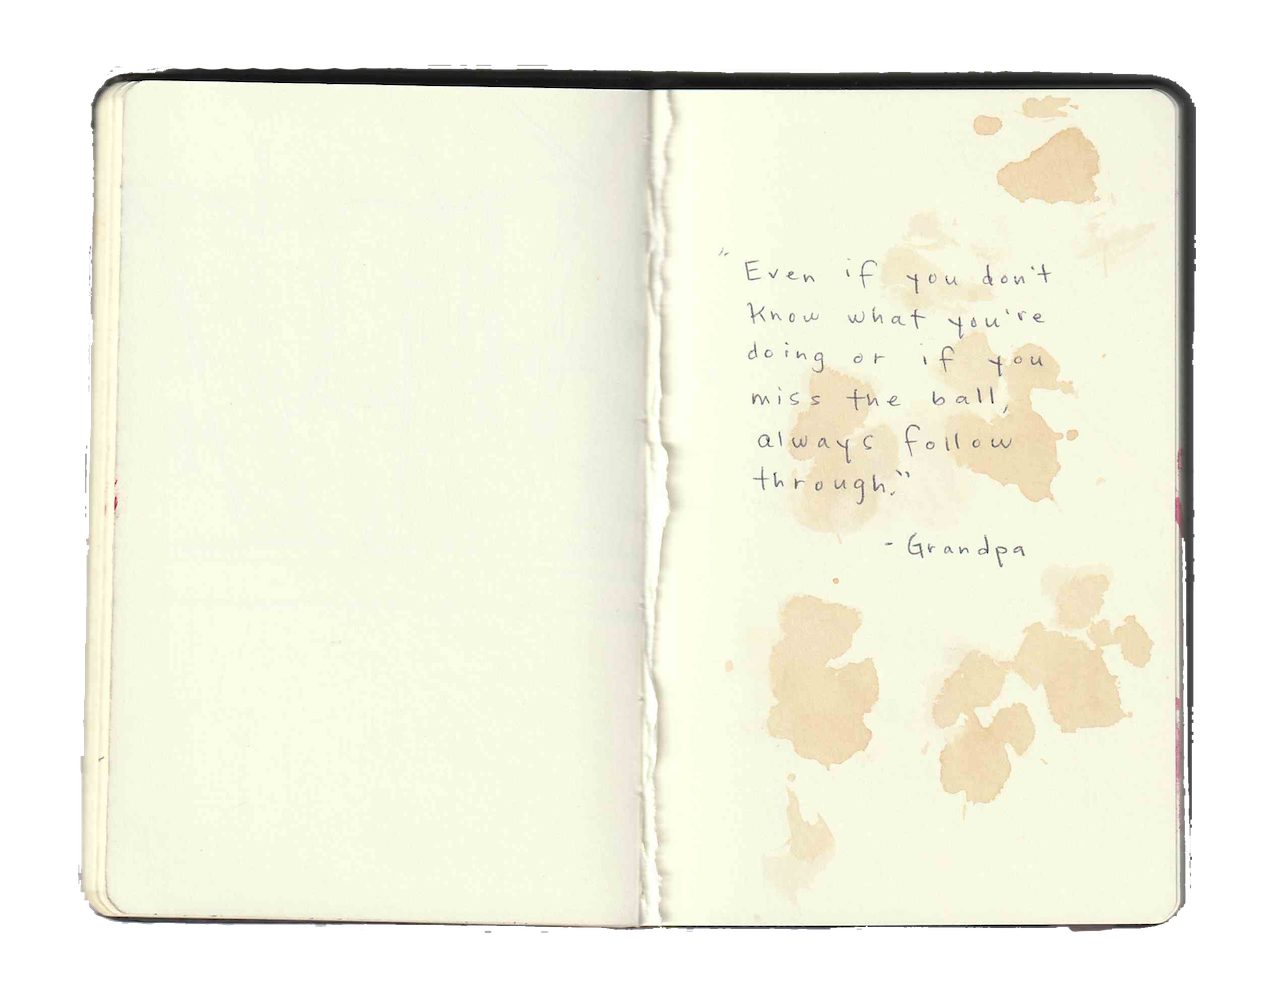 "Even if you don't
know what you're
doing or if you
miss the ball,
always follow
through."
- Grandpa